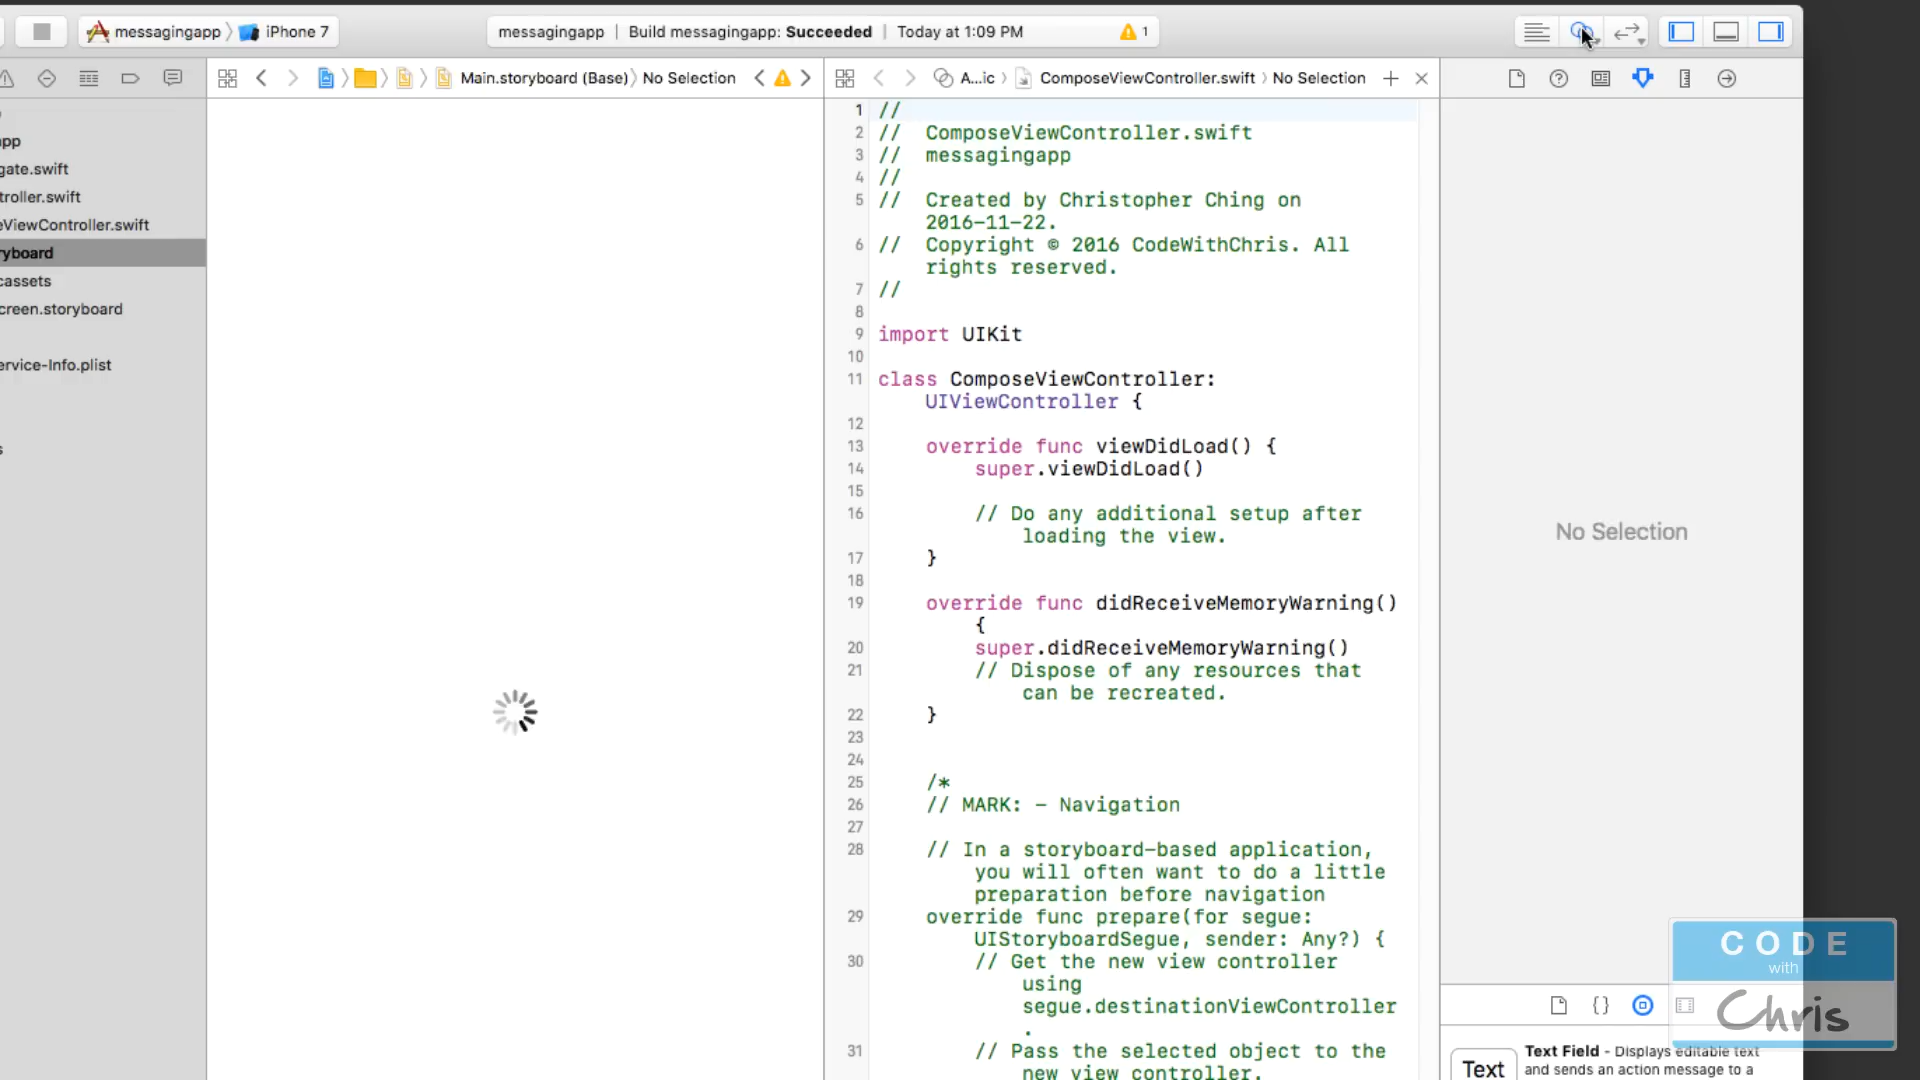 messagingapp
iPhone 7
messagingapp | Build messagingapp: Succeeded | Today at 1:09 PM
1
Main.storyboard (Base)
No Selection
A...ic
ComposeViewController.swift
No Selection
pp
gate.swift
troller.swift
eViewController.swift
ryboard
cassets
creen.storyboard
ervice-Info.plist
s
1 //
2 // ComposeViewController.swift
3 // messagingapp
4 //
5 // Created by Christopher Ching on
2016-11-22.
6 // Copyright © 2016 CodeWithChris. All
rights reserved.
7 //
8
9 import UIKit
10
11 class ComposeViewController:
UIViewController {
12
13 override func viewDidLoad() {
14 super.viewDidLoad()
15
16 // Do any additional setup after
loading the view.
17 }
18
19 override func didReceiveMemoryWarning()
{
20 super.didReceiveMemoryWarning()
21 // Dispose of any resources that
can be recreated.
22 }
23
24
25 /*
26 // MARK: - Navigation
27
28 // In a storyboard-based application,
you will often want to do a little
preparation before navigation
29 override func prepare(for segue:
UIStoryboardSegue, sender: Any?) {
30 // Get the new view controller
using
segue.destinationViewController
.
31 // Pass the selected object to the
new view controller.
No Selection
{}
Text
Text Field - Displays editable text
and sends an action message to a
CODE
with
Chris